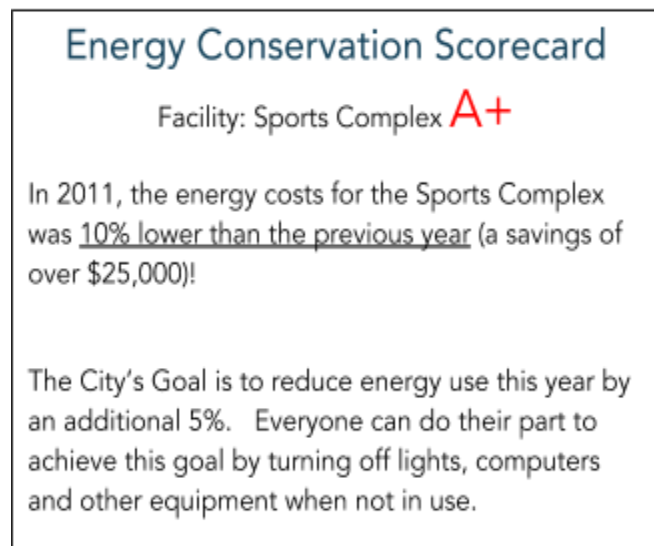 Energy Conservation Scorecard
Facility: Sports Complex A+
In 2011, the energy costs for the Sports Complex
was 10% lower than the previous year (a savings of
over $25,000)!
The City's Goal is to reduce energy use this year by
an additional 5%.   Everyone can do their part to
achieve this goal by turning off lights, computers
and other equipment when not in use.